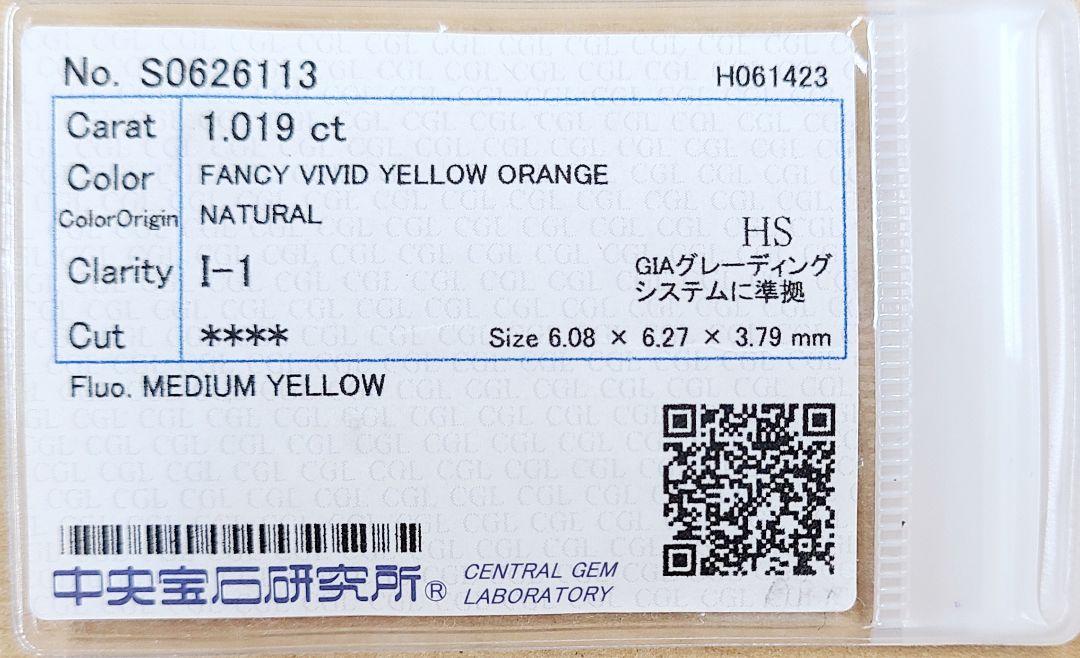 No. S0626113 H061423
Carat 1.019 ct
Color FANCY VIVID YELLOW ORANGE
ColorOrigin NATURAL
HS
Clarity I-1 GIAグレーディング
システムに準拠
Cut **** Size 6.08 × 6.27 × 3.79 mm
Fluo. MEDIUM YELLOW
中央宝石研究所® CENTRAL GEM
LABORATORY